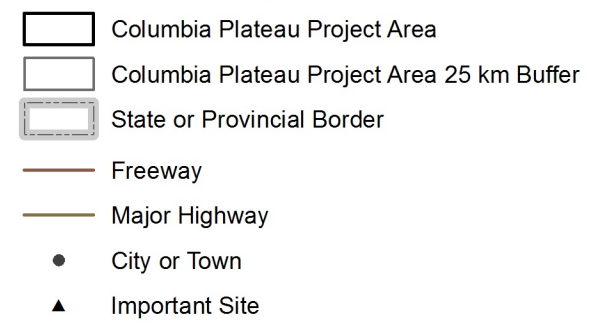 Columbia Plateau Project Area
Columbia Plateau Project Area 25 km Buffer
State or Provincial Border
Freeway
Major Highway
City or Town
Important Site